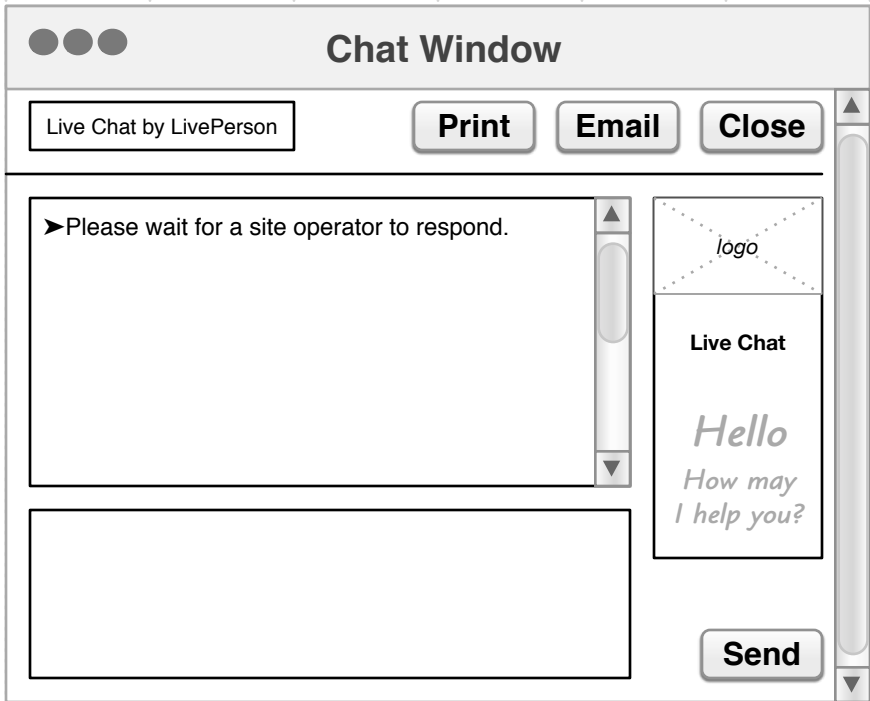 Chat Window
Live Chat by LivePerson
Print
Email
Close
➤Please wait for a site operator to respond.
logo
Live Chat
Hello
How may
I help you?
Send